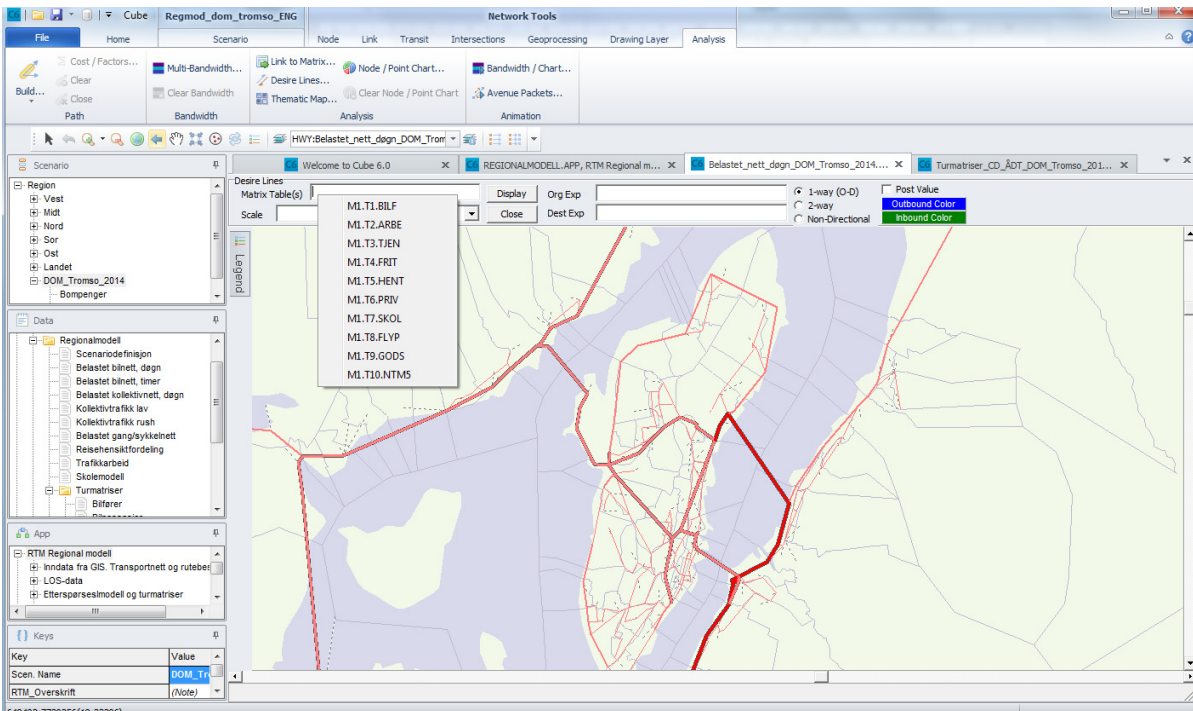 Cube
Regmod_dom_tromso_ENG
Network Tools
File
Home
Scenario
Node
Link
Transit
Intersections
Geoprocessing
Drawing Layer
Analysis
Build...
Cost / Factors...
Clear
Close
Path
Multi-Bandwidth...
Clear Bandwidth
Bandwidth
Link to Matrix...
Desire Lines...
Thematic Map...
Node / Point Chart...
Clear Node / Point Chart
Analysis
Bandwidth / Chart...
Avenue Packets...
Animation
HWY:Belastet_nett_døgn_DOM_Trom
Scenario
Region
Vest
Midt
Nord
Sor
Ost
Landet
DOM_Tromso_2014
Bompenger
Data
Regionalmodell
Scenariodefinisjon
Belastet bilnett, døgn
Belastet bilnett, timer
Belastet kollektivnett, døgn
Kollektivtrafikk lav
Kollektivtrafikk rush
Belastet gang/sykkelnett
Reisehensiktfordeling
Trafikkarbeid
Skolemodell
Turmatriser
Bilfører
App
RTM Regional modell
Inndata fra GIS. Transportnett og rutebes
LOS-data
Etterspørselmodell og turmatriser
Keys
Key Value
Scen. Name DOM_Tr
RTM_Overskrift (Note)
Welcome to Cube 6.0
REGIONALMODELL.APP, RTM Regional m...
Belastet_nett_døgn_DOM_Tromso_2014....
Turmatriser_CD_ÅDT_DOM_Tromso_201...
Desire Lines
Matrix Table(s)
Display
Org Exp
1-way (O-D)
Post Value
2-way
Outbound Color
Scale
Close
Dest Exp
Non-Directional
Inbound Color
M1.T1.BILF
M1.T2.ARBE
M1.T3.TJEN
M1.T4.FRIT
M1.T5.HENT
M1.T6.PRIV
M1.T7.SKOL
M1.T8.FLYP
M1.T9.GODS
M1.T10.NTM5
Legend